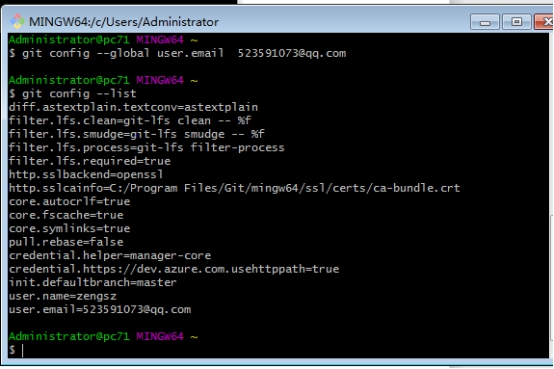 MINGW64:/c/Users/Administrator
Administrator@pc71 MINGW64 ~
$ git config --global user.email  523591073@qq.com
Administrator@pc71 MINGW64 ~
$ git config --list
diff.astextplain.textconv=astextplain
filter.lfs.clean=git-lfs clean -- %f
filter.lfs.smudge=git-lfs smudge -- %f
filter.lfs.process=git-lfs filter-process
filter.lfs.required=true
http.sslbackend=openssl
http.sslcainfo=C:/Program Files/Git/mingw64/ssl/certs/ca-bundle.crt
core.autocrlf=true
core.fscache=true
core.symlinks=true
pull.rebase=false
credential.helper=manager-core
credential.https://dev.azure.com.usehttppath=true
init.defaultbranch=master
user.name=zengsz
user.email=523591073@qq.com
Administrator@pc71 MINGW64 ~
$